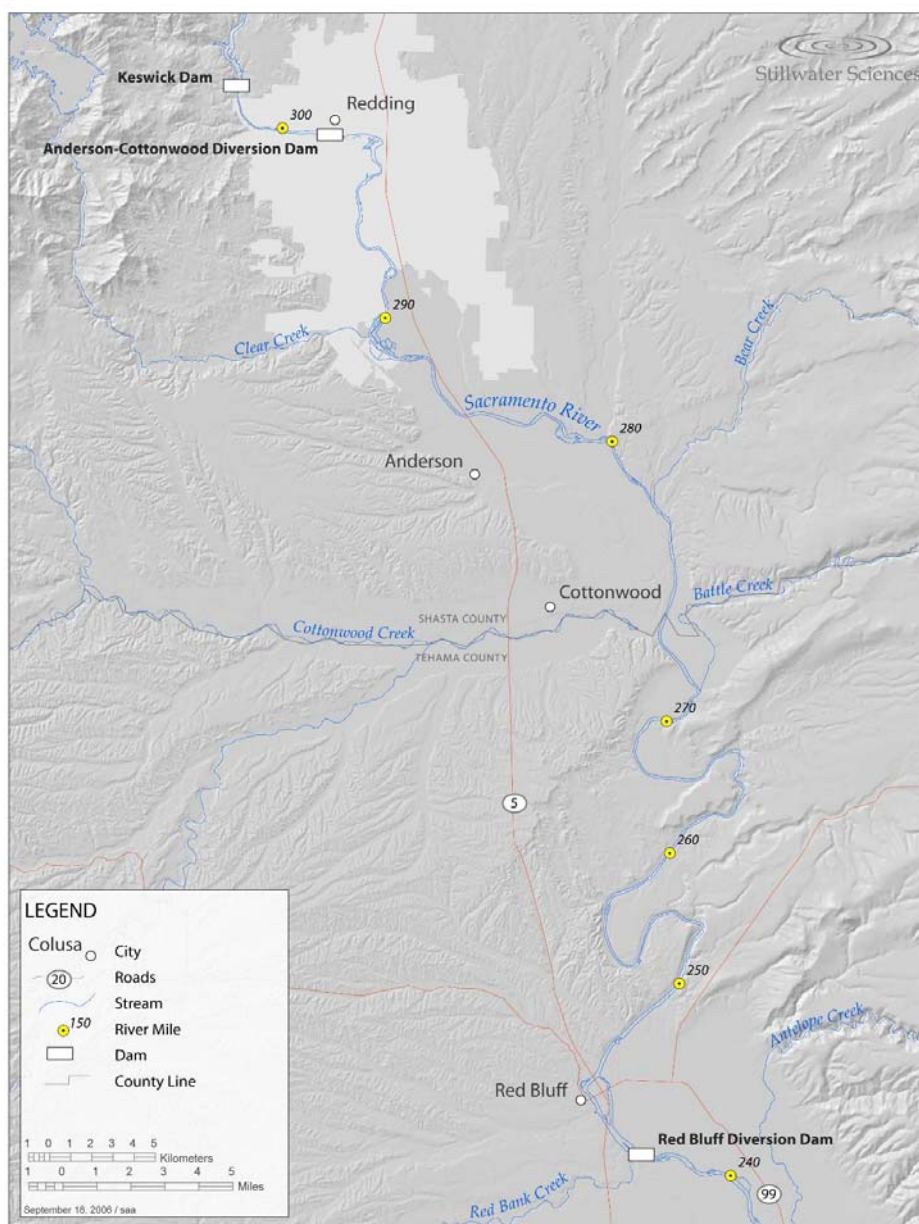 Stillwater Sciences
Keswick Dam
300
Redding
Anderson-Cottonwood Diversion Dam
290
Clear Creek
Bear Creek
Sacramento River
280
Anderson
Cottonwood
Battle Creek
SHASTA COUNTY
Cottonwood Creek
TEHAMA COUNTY
270
5
260
250
Antelope Creek
Red Bluff
Red Bluff Diversion Dam
240
99
Red Bank Creek
LEGEND
Colusa City
20 Roads
Stream
150 River Mile
Dam
County Line
1 0 1 2 3 4 5
Kilometers
1 0 1 2 3 4 5
Miles
September 18, 2006 / saa